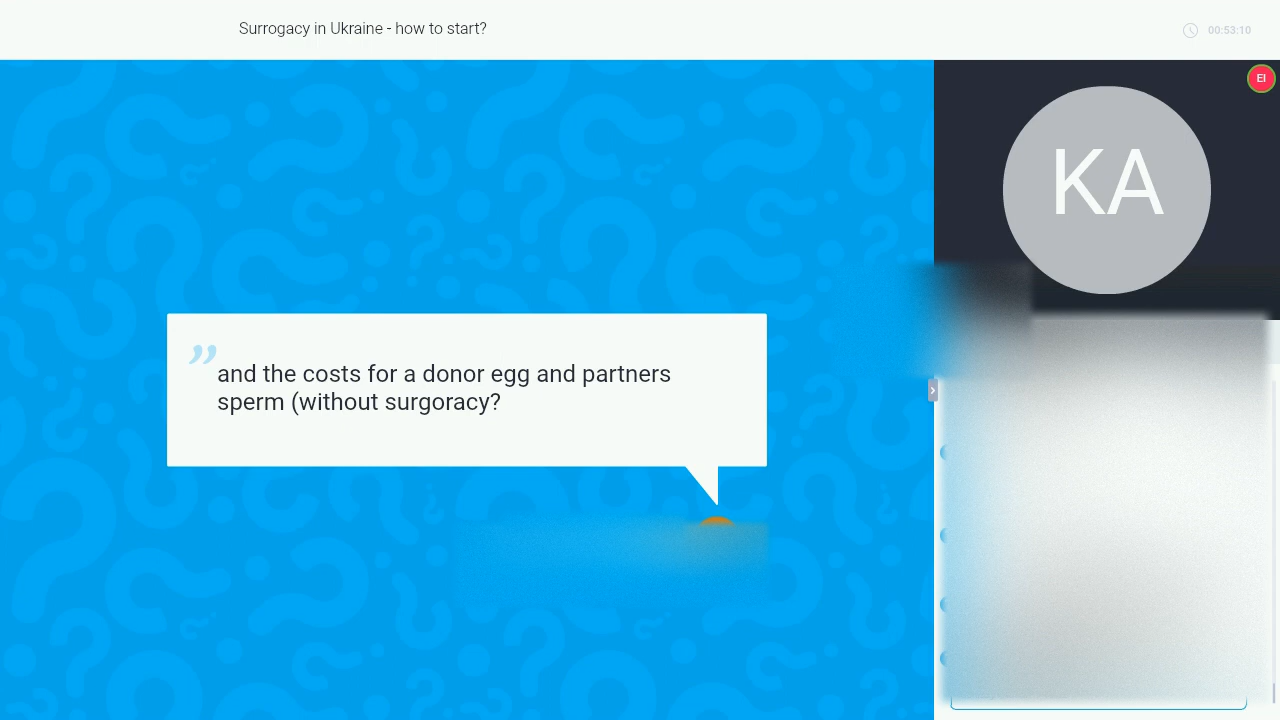 Surrogacy in Ukraine - how to start?
00:53:10
EI
KA
” and the costs for a donor egg and partners
sperm (without surgoracy?